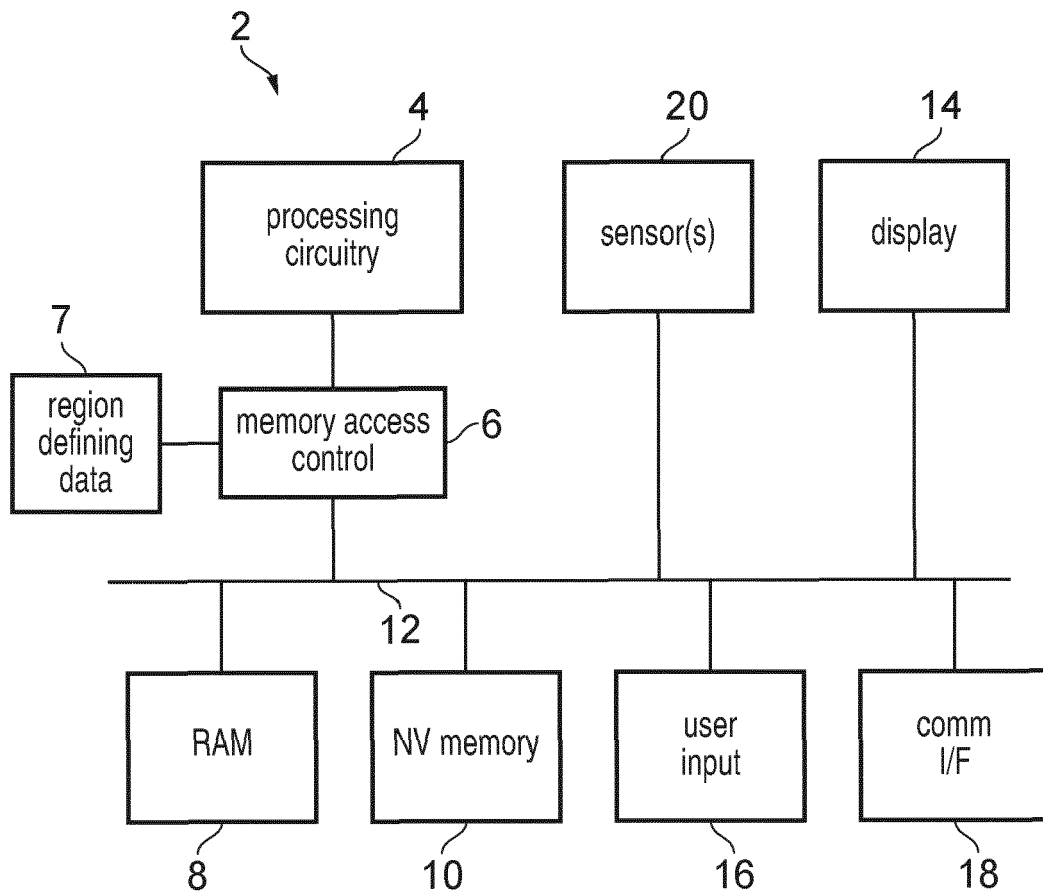 2
4
20
14
processing
circuitry
sensor(s)
display
7
region
defining
data
memory access
control
6
12
RAM
NV memory
user
input
comm
I/F
8
10
16
18